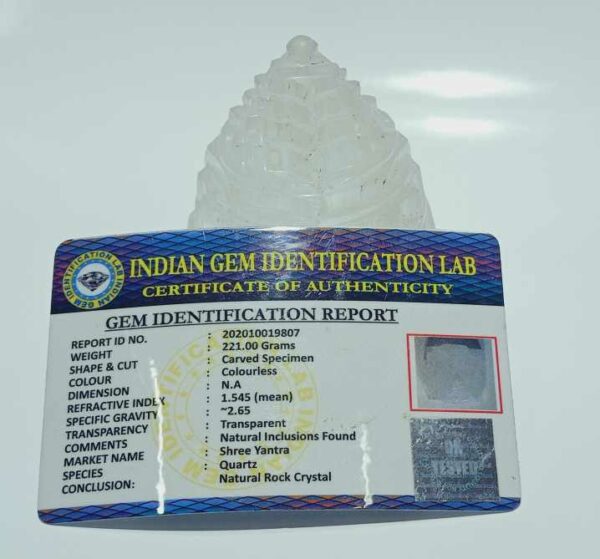 INDIAN GEM IDENTIFICATION LAB
CERTIFICATE OF AUTHENTICITY
GEM IDENTIFICATION REPORT
REPORT ID NO. : 202010019807
WEIGHT : 221.00 Grams
SHAPE & CUT : Carved Specimen
COLOUR : Colourless
DIMENSION : N.A
REFRACTIVE INDEX : 1.545 (mean)
SPECIFIC GRAVITY : ~2.65
TRANSPARENCY : Transparent
COMMENTS : Natural Inclusions Found
MARKET NAME : Shree Yantra
SPECIES : Quartz
CONCLUSION: : Natural Rock Crystal
OK
TESTED